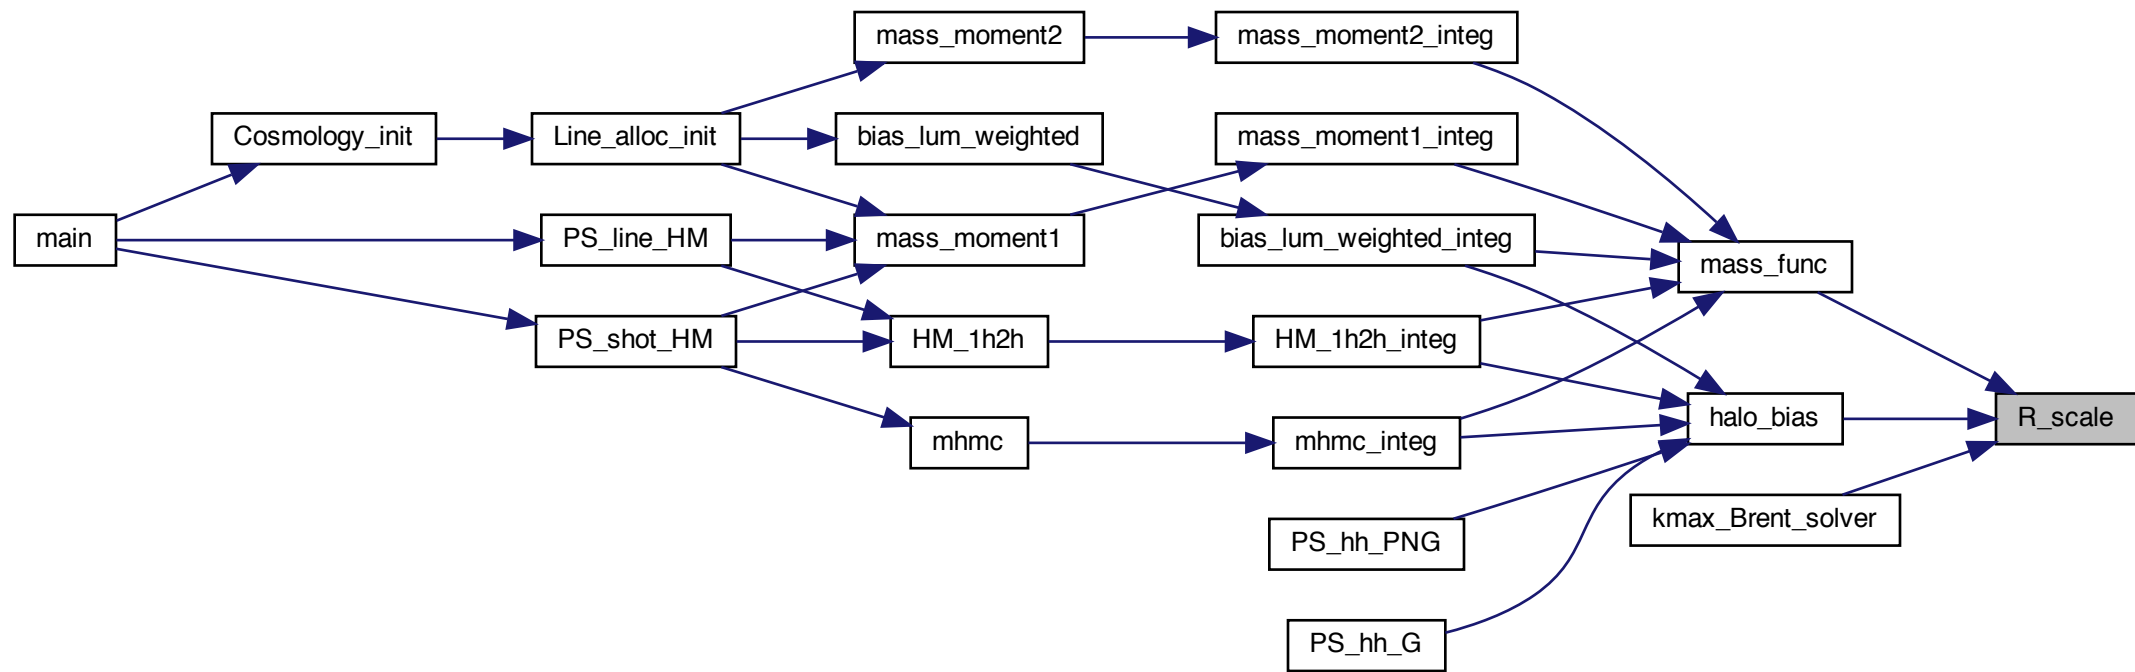 mass_moment2
mass_moment2_integ
Cosmology_init
Line_alloc_init
bias_lum_weighted
mass_moment1_integ
main
PS_line_HM
mass_moment1
bias_lum_weighted_integ
mass_func
PS_shot_HM
HM_1h2h
HM_1h2h_integ
halo_bias
R_scale
mhmc
mhmc_integ
kmax_Brent_solver
PS_hh_PNG
PS_hh_G